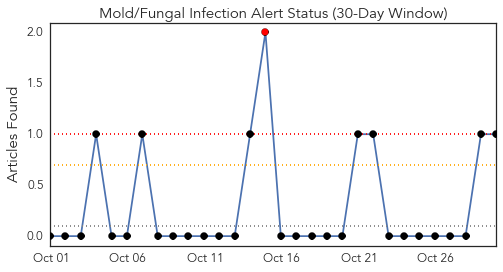 Mold/Fungal Infection Alert Status (30-Day Window)
Articles Found
2.0
1.5
1.0
0.5
0.0
Oct 01 Oct 06 Oct 11 Oct 16 Oct 21 Oct 26